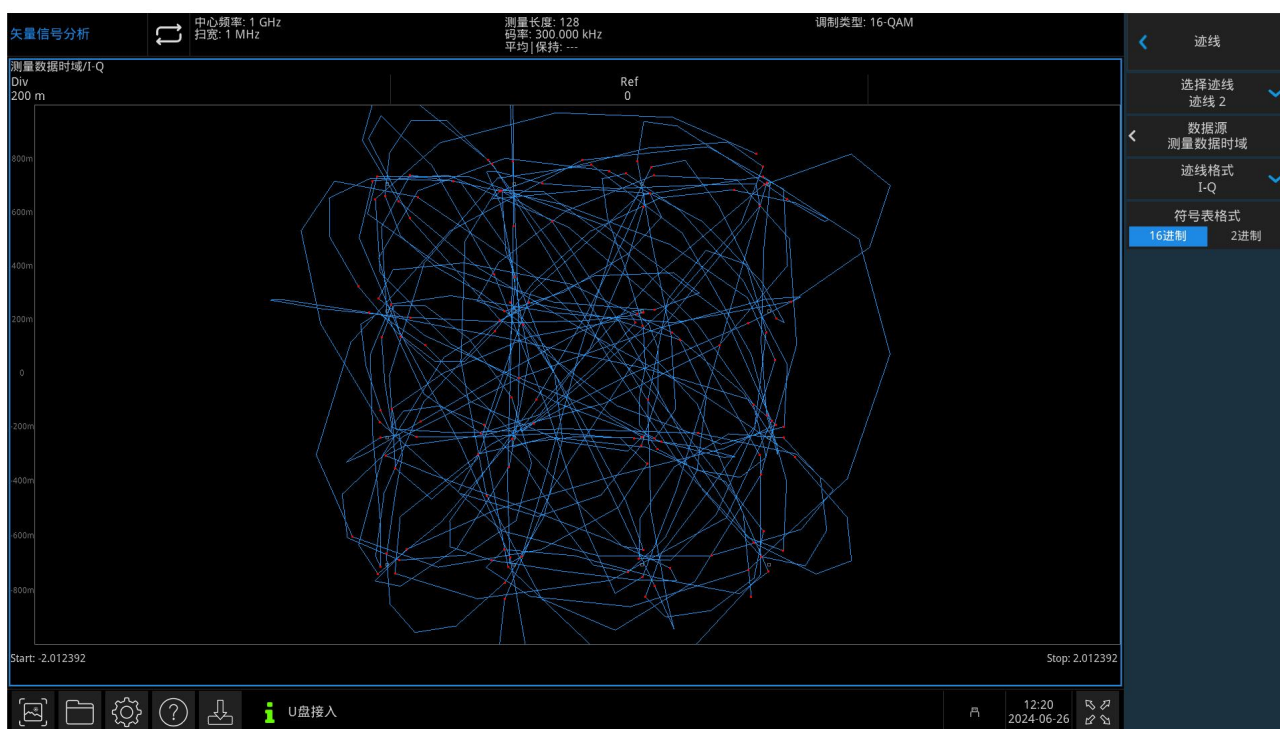 矢量信号分析
中心频率: 1 GHz
扫宽: 1 MHz
测量长度: 128
码率: 300.000 kHz
平均|保持: ---
调制类型: 16-QAM
测量数据时域/I-Q
Div
200 m
Ref
0
800m
600m
400m
200m
0
-200m
-400m
-600m
-800m
Start: -2.012392
Stop: 2.012392
迹线
选择迹线
迹线 2
数据源
测量数据时域
迹线格式
I-Q
符号表格式
16进制 2进制
U盘接入
12:20
2024-06-26